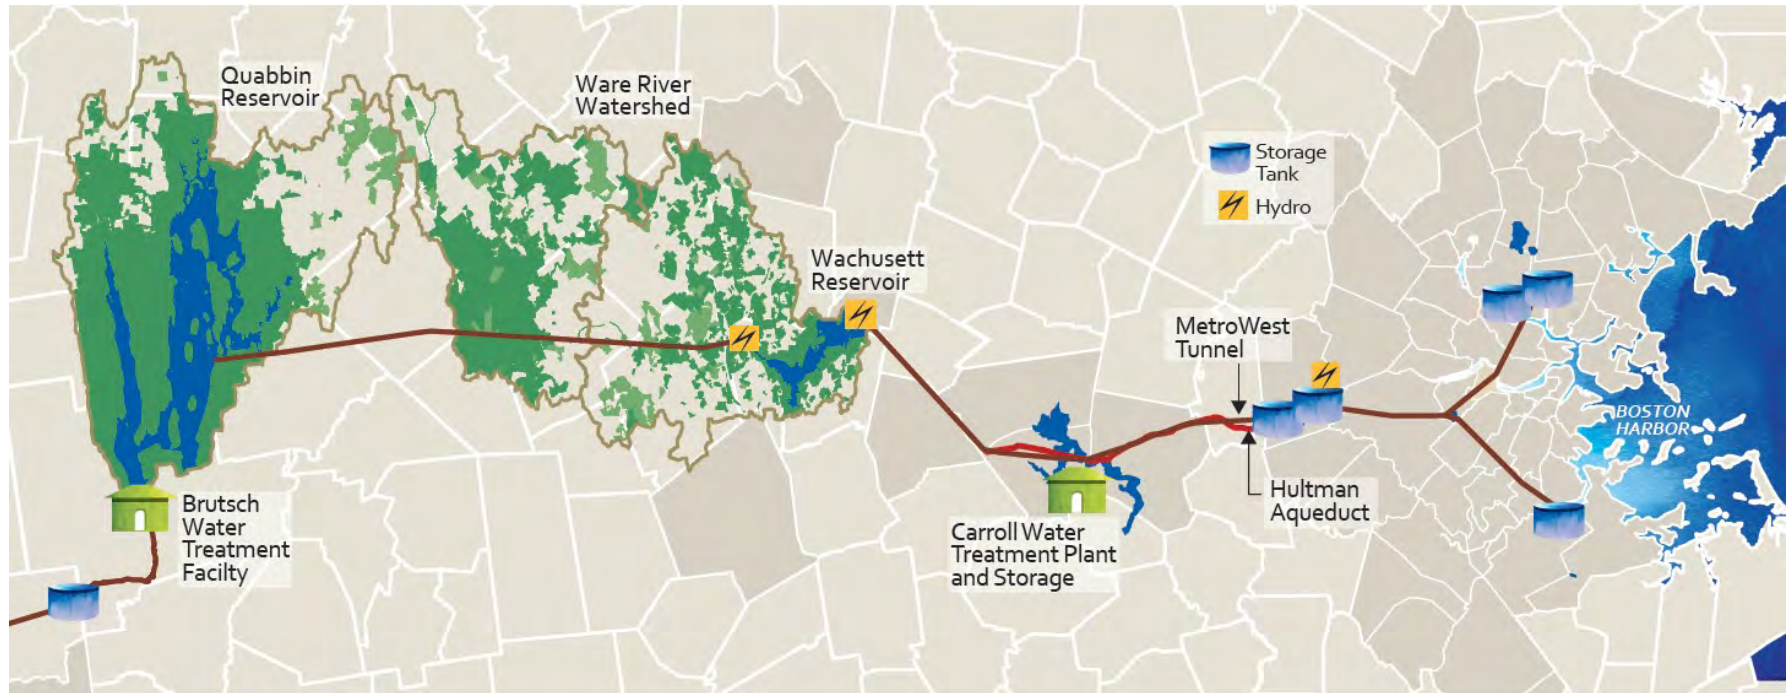 Quabbin
Reservoir
Ware River
Watershed
Storage
Tank
Hydro
Wachusett
Reservoir
MetroWest
Tunnel
BOSTON
HARBOR
Hultman
Aqueduct
Brutsch
Water
Treatment
Facilty
Carroll Water
Treatment Plant
and Storage